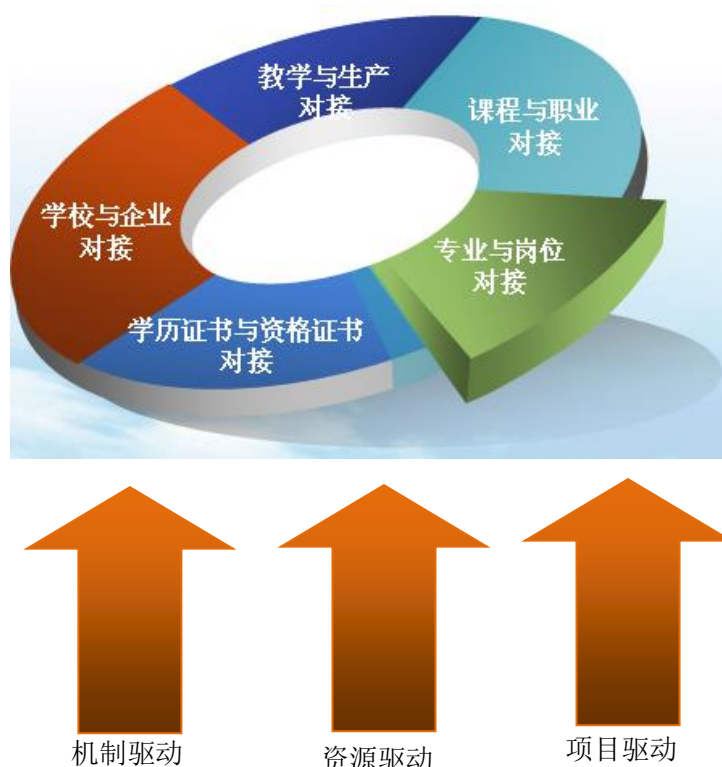 教学与生产
对接
课程与职业
对接
学校与企业
对接
专业与岗位
对接
学历证书与资格证书
对接
机制驱动
资源驱动
项目驱动